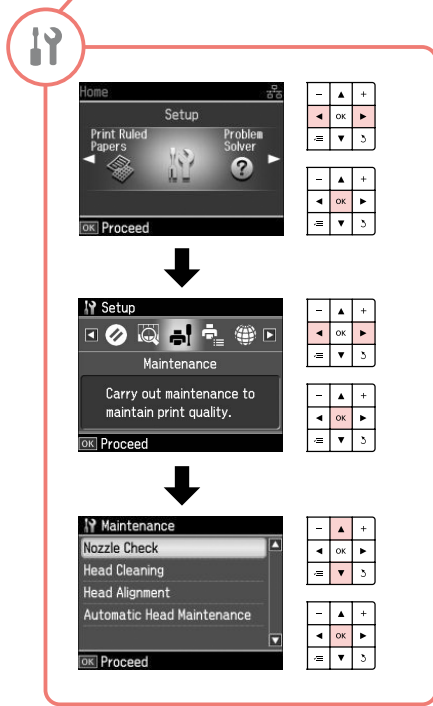 Home
Setup
Print Ruled
Papers
Problem
Solver
?
OK Proceed
- +
OK
- +
OK
Setup
Maintenance
Carry out maintenance to
maintain print quality.
OK Proceed
- +
OK
- +
OK
Maintenance
Nozzle Check
Head Cleaning
Head Alignment
Automatic Head Maintenance
OK Proceed
- +
OK
- +
OK